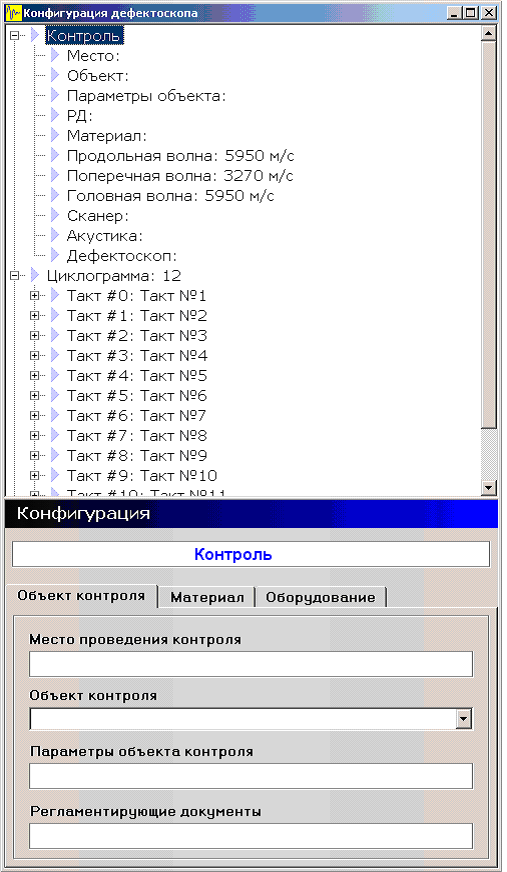 Конфигурация дефектоскопа
Контроль
Место:
Объект:
Параметры объекта:
РД:
Материал:
Продольная волна: 5950 м/с
Поперечная волна: 3270 м/с
Головная волна: 5950 м/с
Сканер:
Акустика:
Дефектоскоп:
Циклограмма: 12
Такт #0: Такт №1
Такт #1: Такт №2
Такт #2: Такт №3
Такт #3: Такт №4
Такт #4: Такт №5
Такт #5: Такт №6
Такт #6: Такт №7
Такт #7: Такт №8
Такт #8: Такт №9
Такт #9: Такт №10
Такт #10: Такт №11
Конфигурация
Контроль
Объект контроля Материал Оборудование
Место проведения контроля
Объект контроля
Параметры объекта контроля
Регламентирующие документы